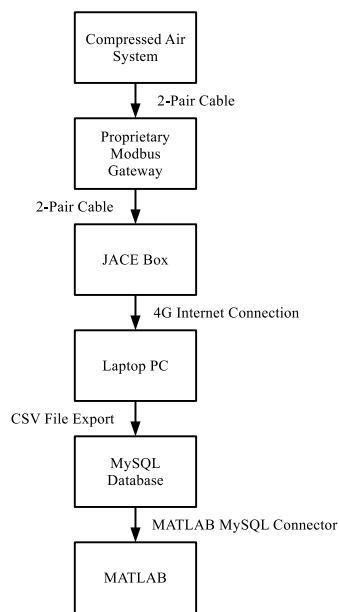 Compressed Air
System
2-Pair Cable
Proprietary
Modbus
Gateway
2-Pair Cable
JACE Box
4G Internet Connection
Laptop PC
CSV File Export
MySQL
Database
MATLAB MySQL Connector
MATLAB